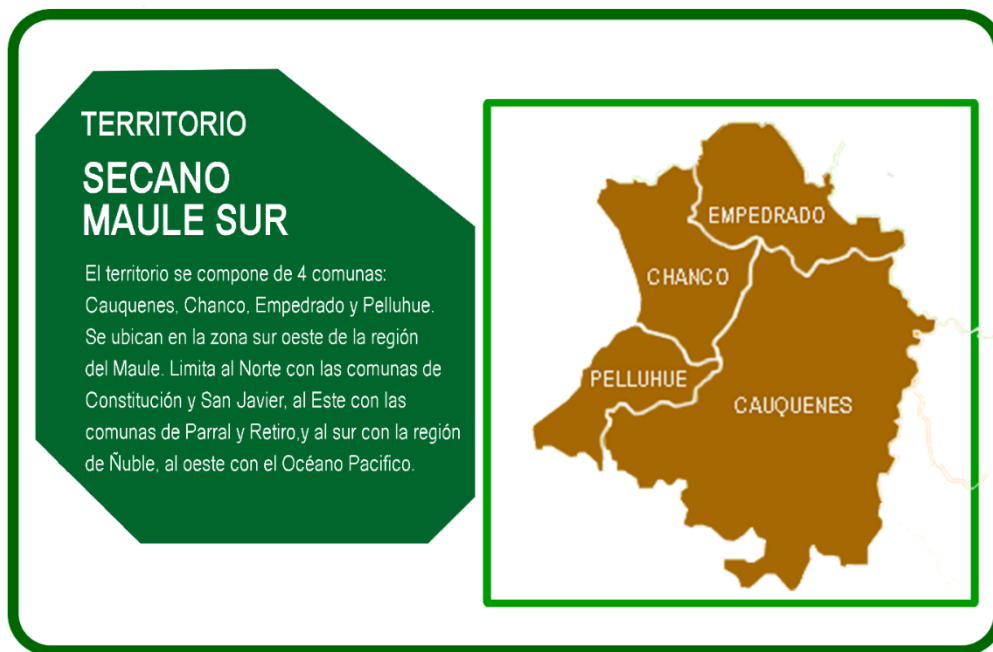 TERRITORIO
SECANO
MAULE SUR
El territorio se compone de 4 comunas:
Cauquenes, Chanco, Empedrado y Pelluhue.
Se ubican en la zona sur oeste de la región
del Maule. Limita al Norte con las comunas de
Constitución y San Javier, al Este con las
comunas de Parral y Retiro,y al sur con la región
de Ñuble, al oeste con el Océano Pacifico.
EMPEDRADO
CHANCO
PELLUHUE
CAUQUENES